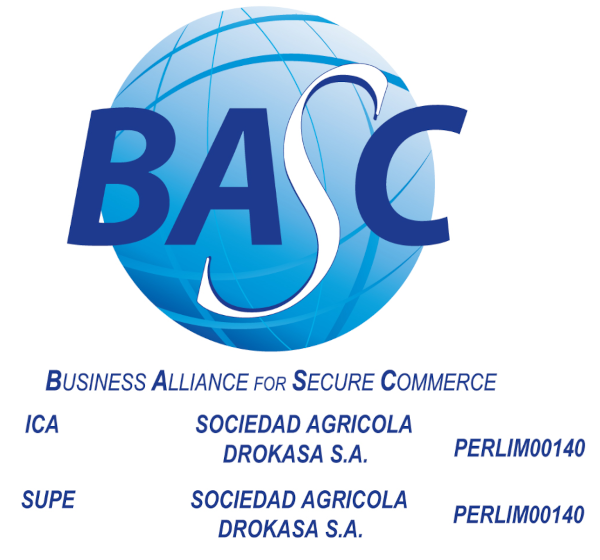 BASC
BUSINESS ALLIANCE FOR SECURE COMMERCE
ICA SOCIEDAD AGRICOLA
DROKASA S.A. PERLIM00140
SUPE SOCIEDAD AGRICOLA
DROKASA S.A. PERLIM00140